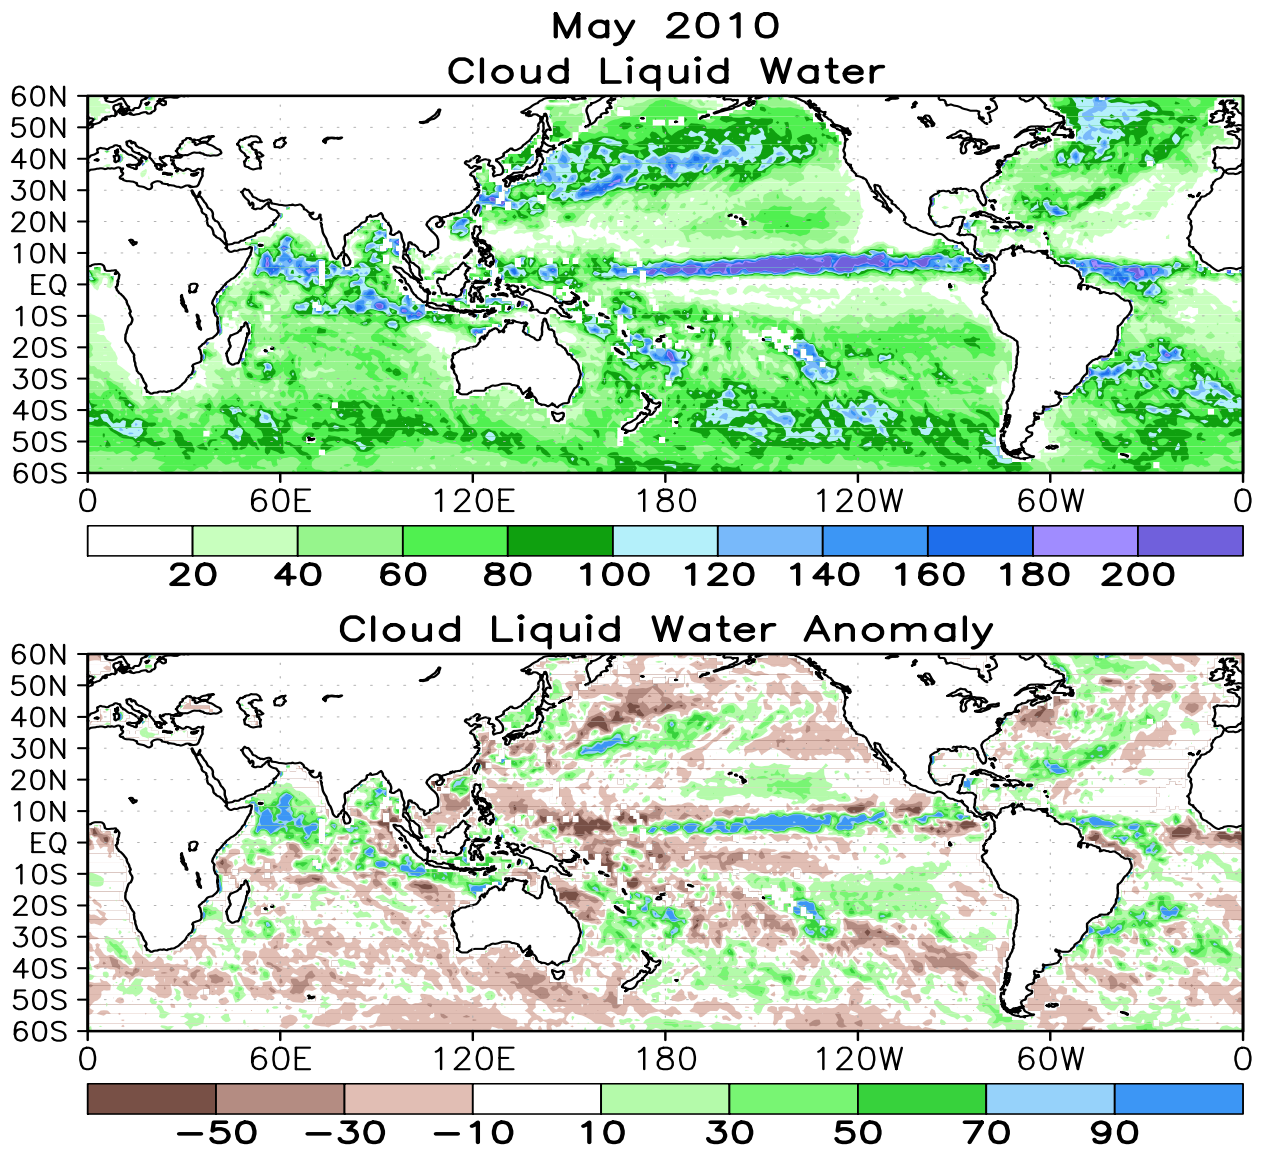 May 2010
Cloud Liquid Water
60N
50N
40N
30N
20N
10N
EQ
10S
20S
30S
40S
50S
60S
0 60E 120E 180 120W 60W 0
20 40 60 80 100 120 140 160 180 200
Cloud Liquid Water Anomaly
60N
50N
40N
30N
20N
10N
EQ
10S
20S
30S
40S
50S
60S
0 60E 120E 180 120W 60W 0
−50 −30 −10 10 30 50 70 90